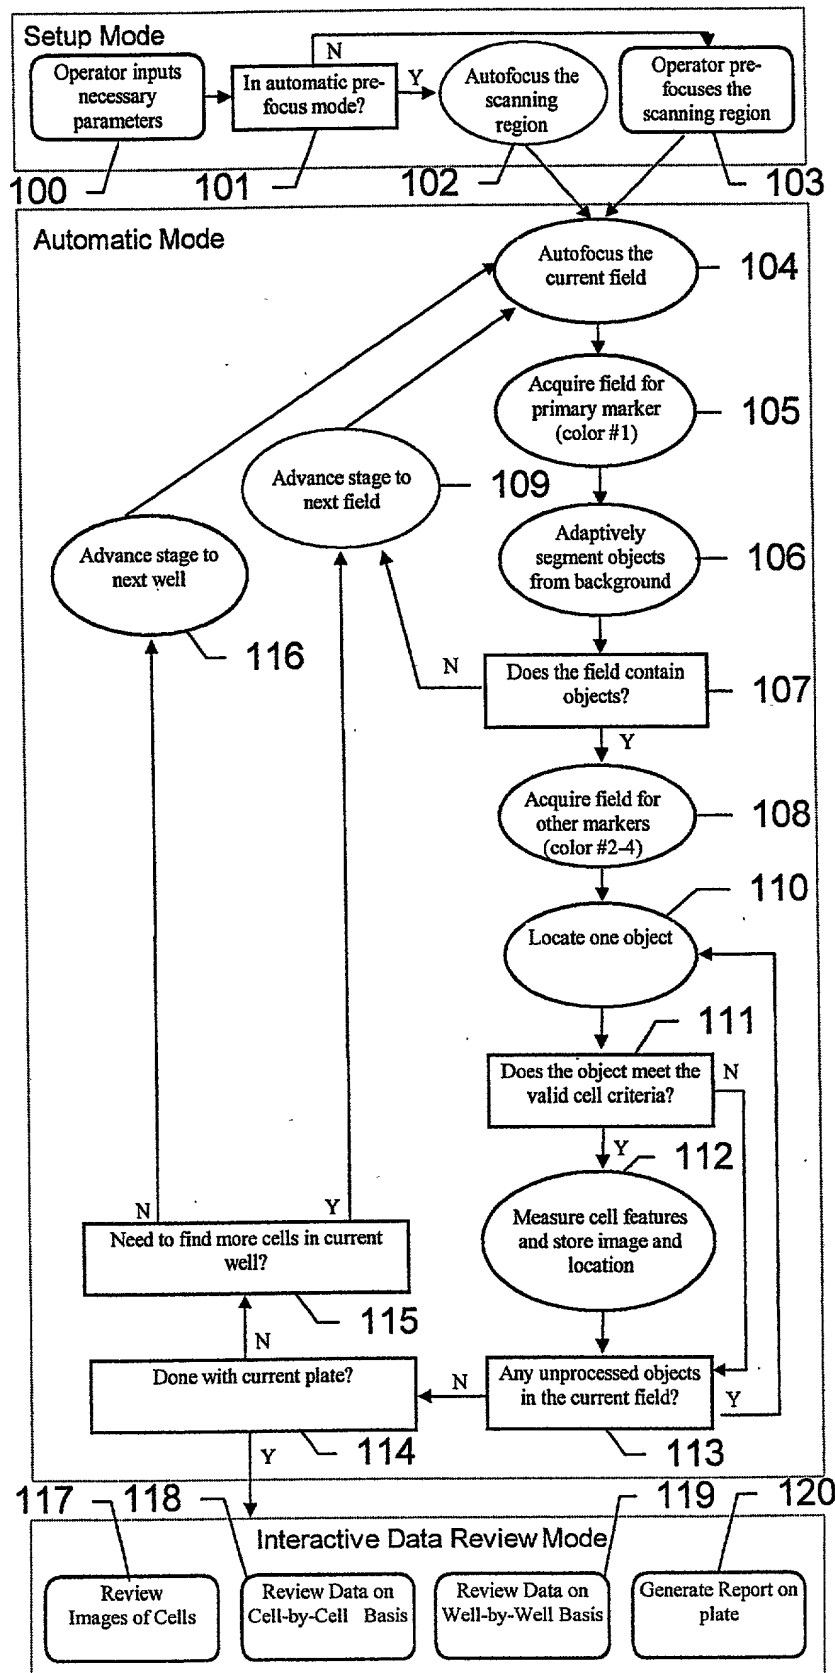 Setup Mode
N
Operator inputs
necessary
parameters
In automatic pre-
focus mode?
Y
Autofocus the
scanning
region
Operator pre-
focuses the
scanning region
100
101
102
103
Automatic Mode
Autofocus the
current field
104
Acquire field for
primary marker
(color #1)
105
Advance stage to
next field
109
Adaptively
segment objects
from background
106
Advance stage to
next well
116
N
Does the field contain
objects?
107
Y
Acquire field for
other markers
(color #2-4)
108
110
Locate one object
111
Does the object meet the
valid cell criteria?
N
Y
112
Measure cell features
and store image and
location
N
Y
Need to find more cells in current
well?
115
N
Done with current plate?
N
Any unprocessed objects
in the current field?
Y
Y
114
113
117
118
119
120
Interactive Data Review Mode
Review
Images of Cells
Review Data on
Cell-by-Cell Basis
Review Data on
Well-by-Well Basis
Generate Report on
plate